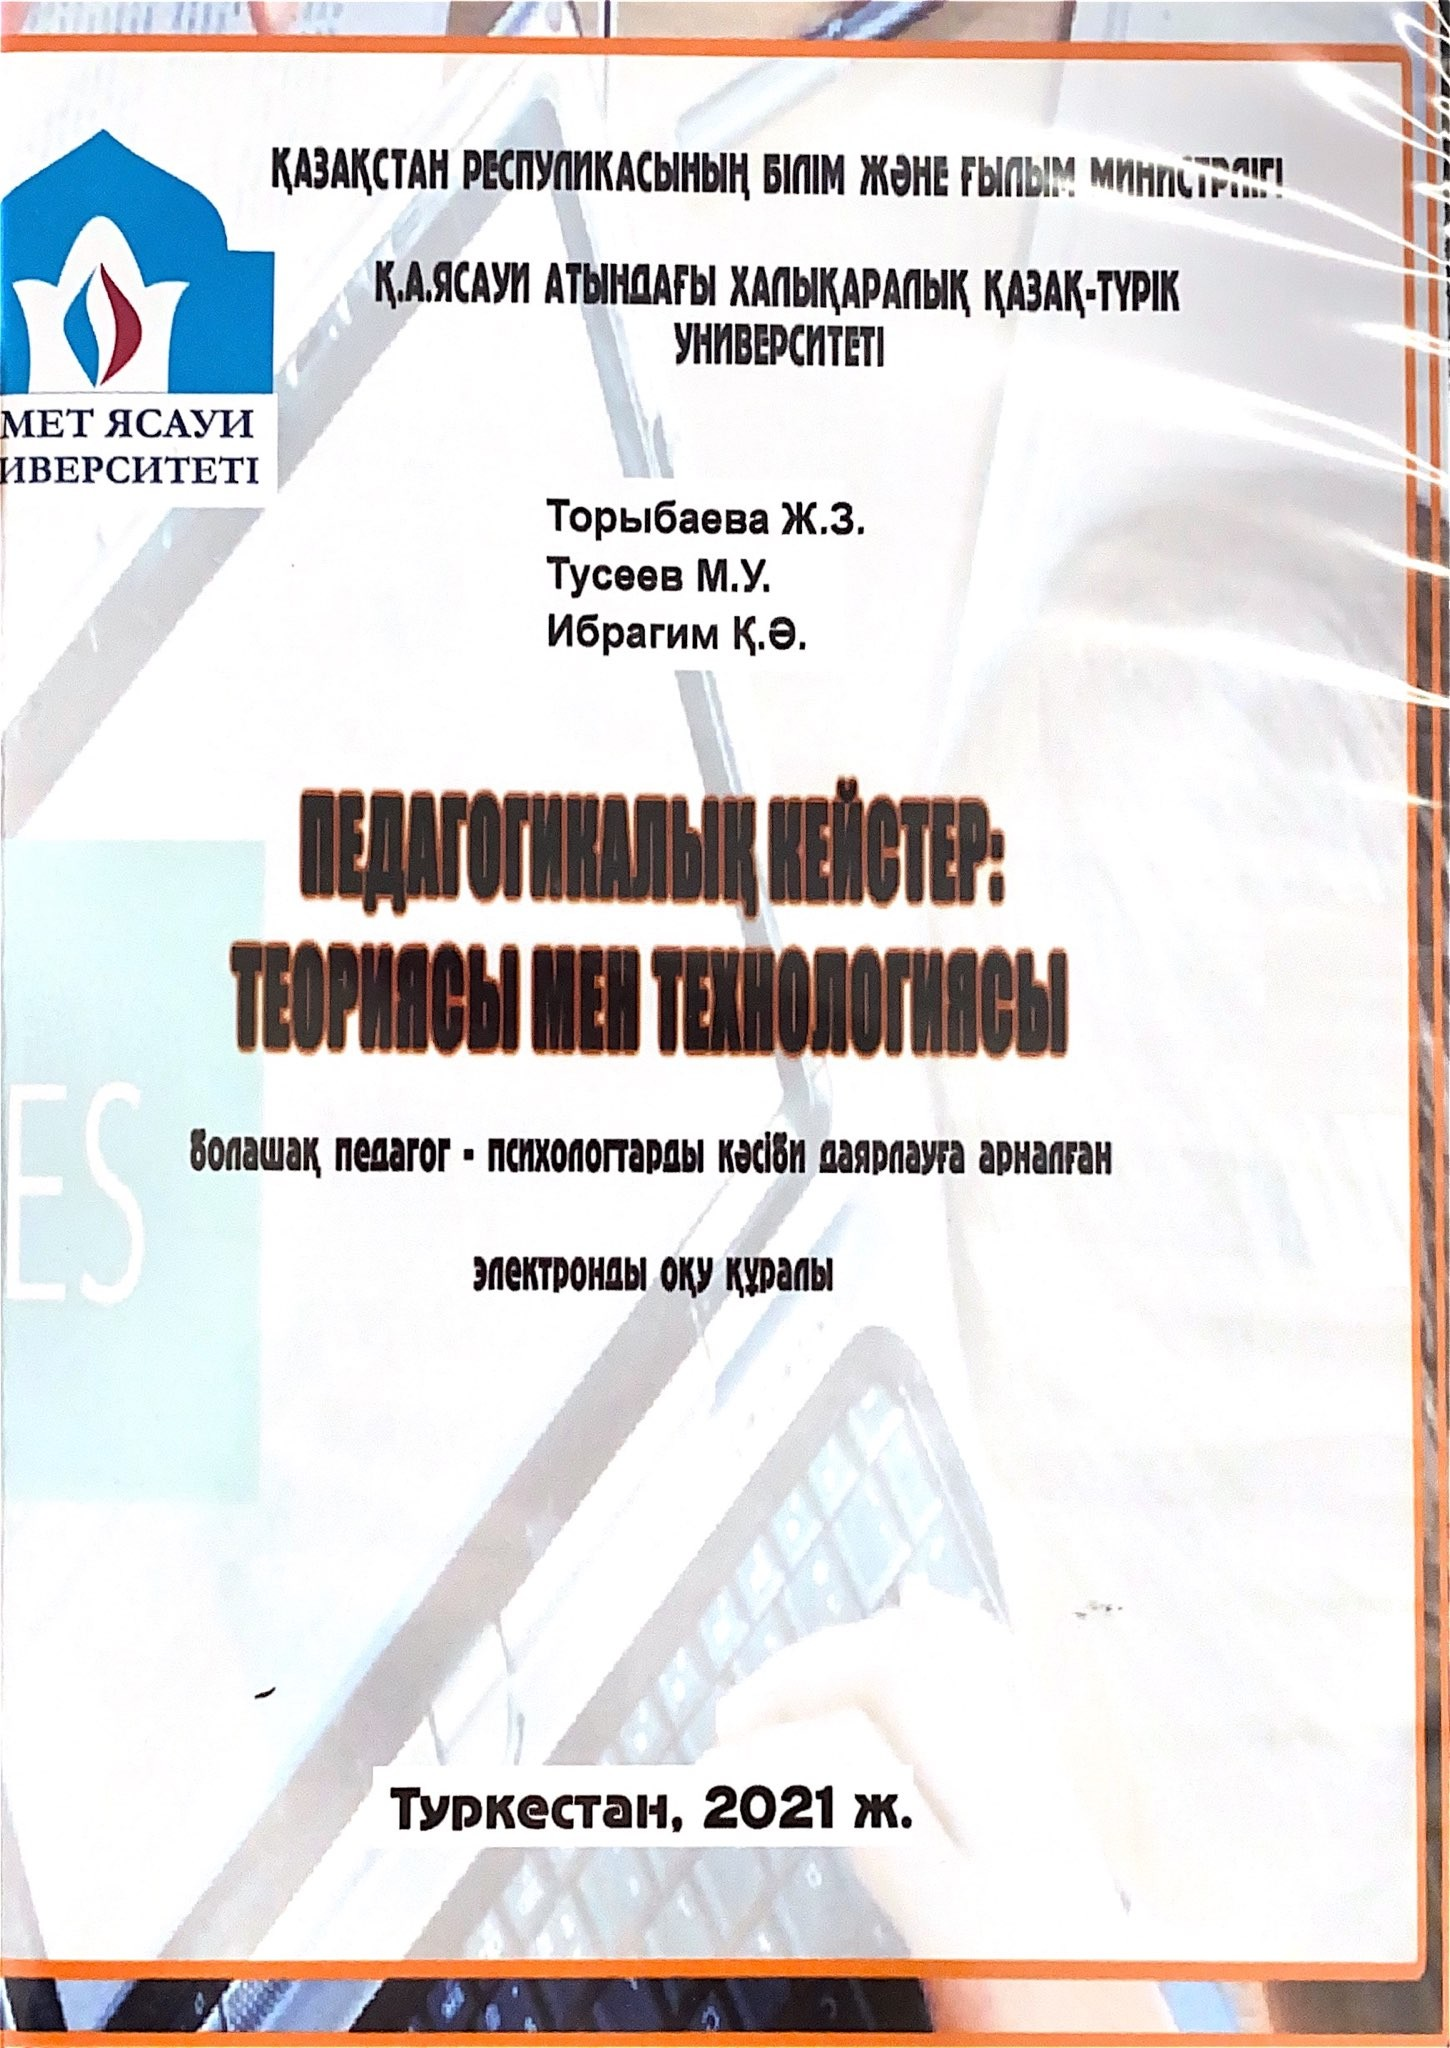 ҚАЗАҚСТАН РЕСПУЛИКАСЫНЫҢ БІЛІМ ЖӘНЕ ҒЫЛЫМ МИНИСТРЛІГІ
Қ.А.ЯСАУИ АТЫНДАҒЫ ХАЛЫҚАРАЛЫҚ ҚАЗАҚ-ТҮРІК
УНИВЕРСИТЕТІ
МЕТ ЯСАУИ
ИВЕРСИТЕТІ
Торыбаева Ж.З.
Тусеев М.У.
Ибрагим Қ.Ә.
ПЕДАГОГИКАЛЫҚ КЕЙСТЕР:
ТЕОРИЯСЫ МЕН ТЕХНОЛОГИЯСЫ
ES
болашақ педагог - психологтарды кәсіби даярлауға арналған
электронды оқу құралы
Туркестан, 2021 ж.